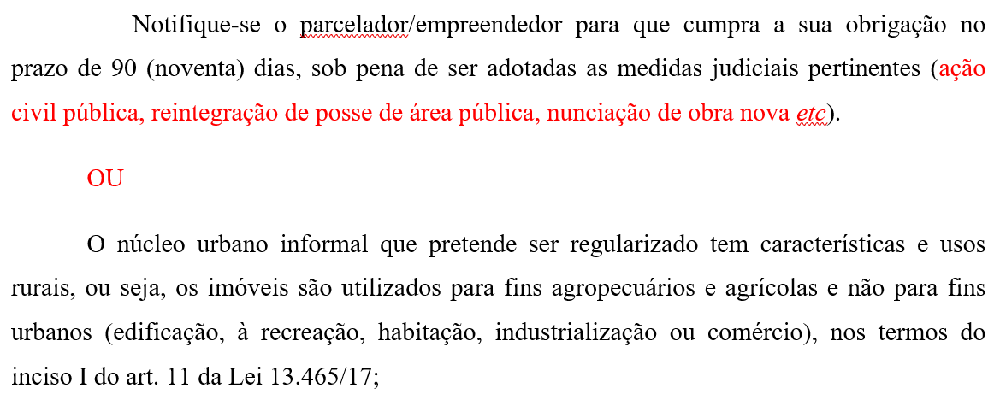 Notifique-se o parcelador/empreendedor para que cumpra a sua obrigação no
prazo de 90 (noventa) dias, sob pena de ser adotadas as medidas judiciais pertinentes (ação
civil pública, reintegração de posse de área pública, nunciação de obra nova etc).
OU
O núcleo urbano informal que pretende ser regularizado tem características e usos
rurais, ou seja, os imóveis são utilizados para fins agropecuários e agrícolas e não para fins
urbanos (edificação, à recreação, habitação, industrialização ou comércio), nos termos do
inciso I do art. 11 da Lei 13.465/17;